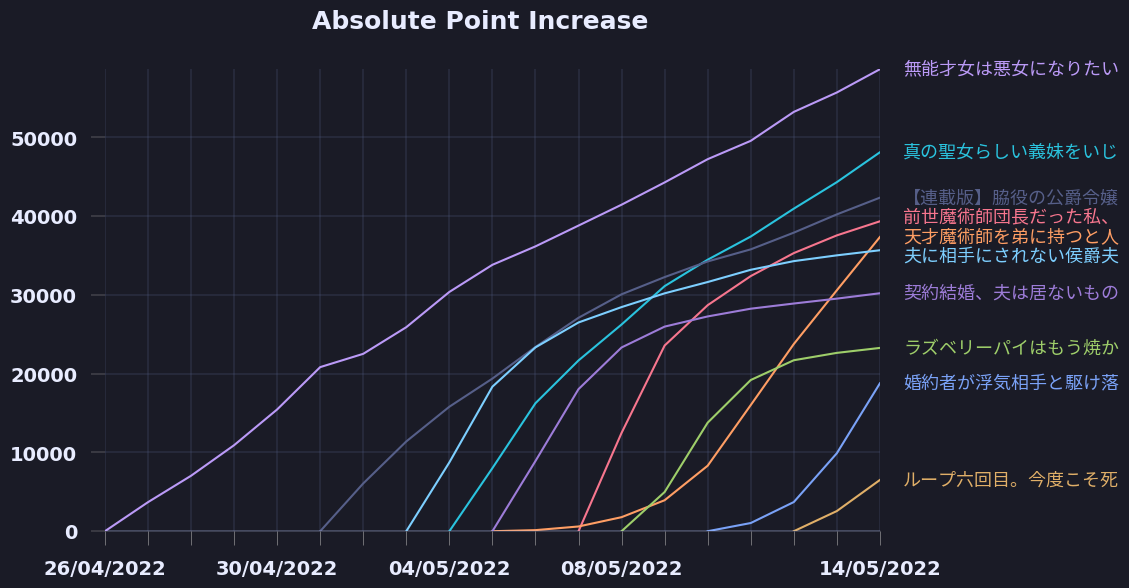 Absolute Point Increase
無能才女は悪女になりたい
真の聖女らしい義妹をいじ
【連載版】脇役の公爵令嬢
前世魔術師団長だった私、
天才魔術師を弟に持つと人
夫に相手にされない侯爵夫
契約結婚、夫は居ないもの
ラズベリーパイはもう焼か
婚約者が浮気相手と駆け落
ループ六回目。今度こそ死
50000
40000
30000
20000
10000
0
26/04/2022 30/04/2022 04/05/2022 08/05/2022 14/05/2022